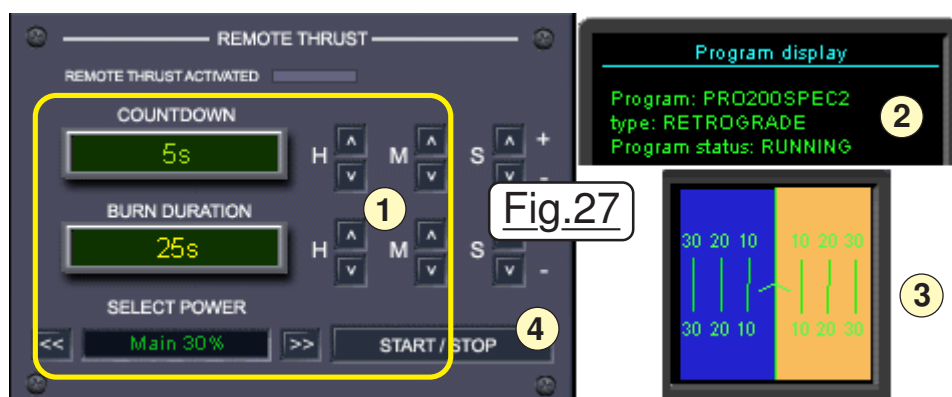 REMOTE THRUST
REMOTE THRUST ACTIVATED
COUNTDOWN
5s
H ^ M ^ S ^ +
v v v -
BURN DURATION
25s
H ^ M ^ S
v v v -
1
SELECT POWER
<< Main 30% >>
START / STOP
4
Fig.27
Program display
Program: PRO200SPEC2
type: RETROGRADE
Program status: RUNNING
2
30 20 10 10 20 30
30 20 10 10 20 30
3